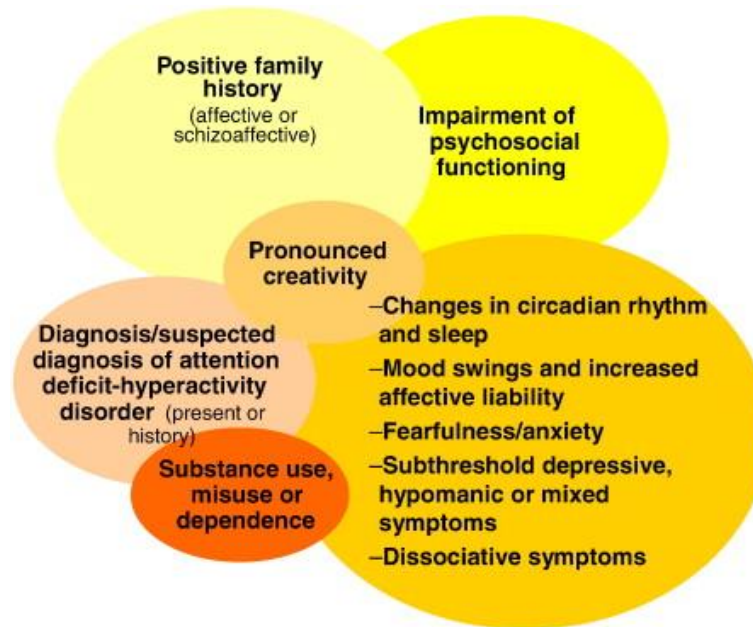 Positive family
history
(affective or
schizoaffective)
Impairment of
psychosocial
functioning
Pronounced
creativity
Diagnosis/suspected
diagnosis of attention
deficit-hyperactivity
disorder (present or
history)
Substance use,
misuse or
dependence
–Changes in circadian rhythm
and sleep
–Mood swings and increased
affective liability
–Fearfulness/anxiety
–Subthreshold depressive,
hypomanic or mixed
symptoms
–Dissociative symptoms